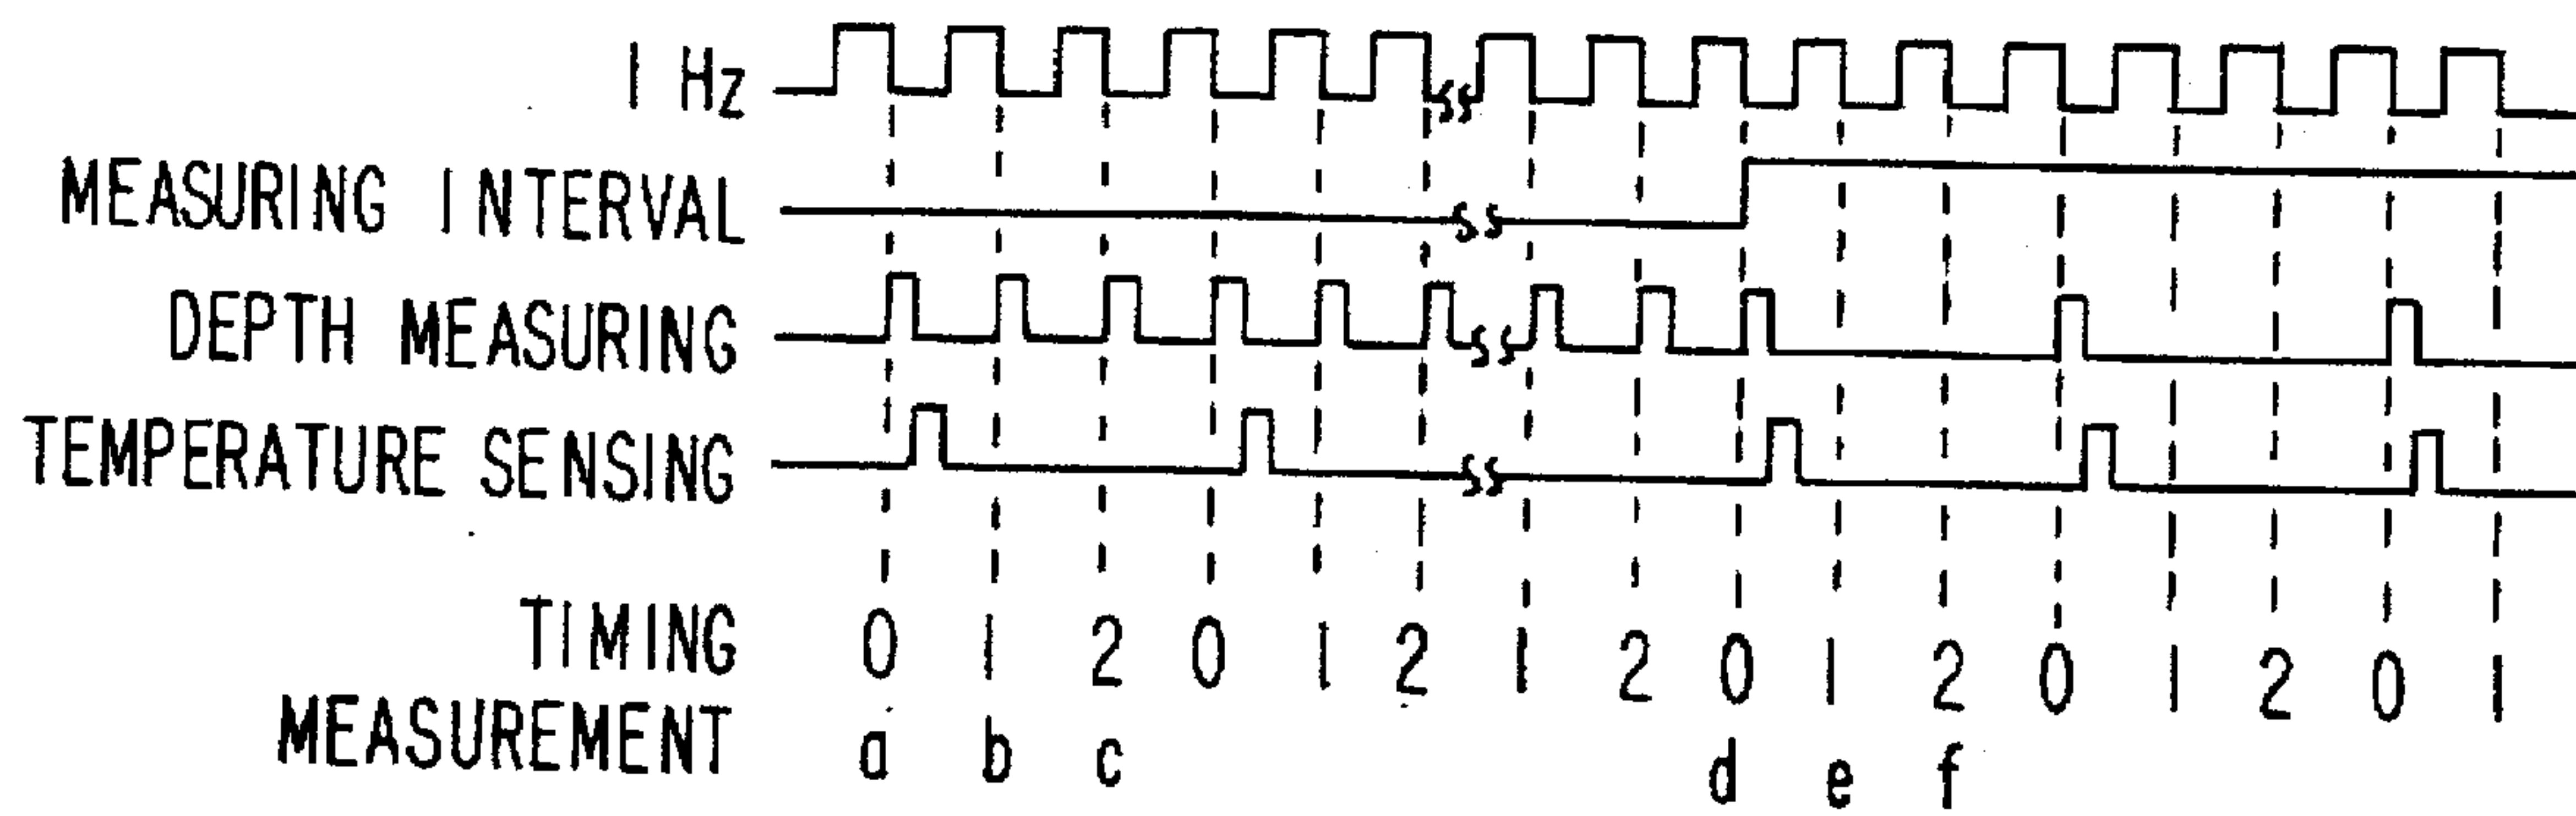 1 Hz
MEASURING INTERVAL
DEPTH MEASURING
TEMPERATURE SENSING
TIMING 0 1 2 0 1 2 1 2 0 1 2 0 1 2 0 1
MEASUREMENT a b c d e f